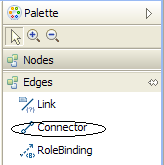 Palette
Nodes
Edges
Link
Connector
RoleBinding